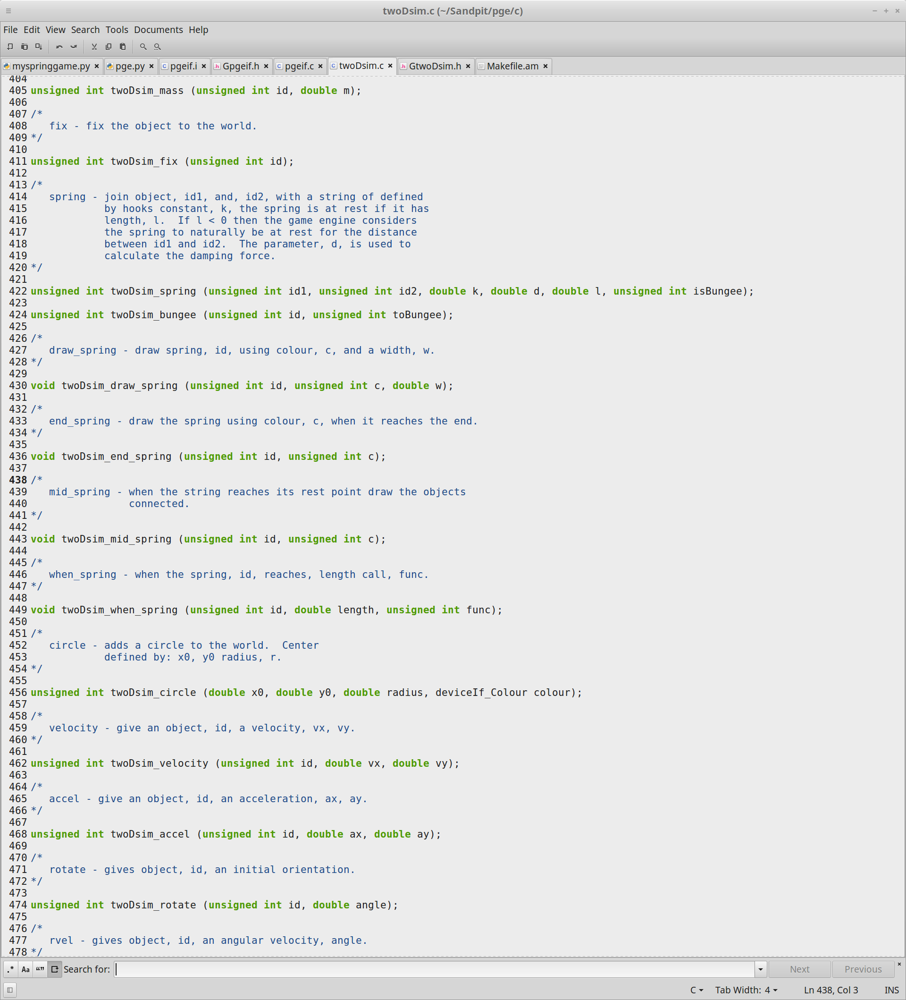 twoDsim.c (~/Sandpit/pge/c)
File Edit View Search Tools Documents Help
myspringgame.py pge.py pgeif.i Gpgeif.h pgeif.c twoDsim.c GtwoDsim.h Makefile.am
404
405 unsigned int twoDsim_mass (unsigned int id, double m);
406
407 /*
408    fix - fix the object to the world.
409 */
410
411 unsigned int twoDsim_fix (unsigned int id);
412
413 /*
414    spring - join object, id1, and, id2, with a string of defined
415             by hooks constant, k, the spring is at rest if it has
416             length, l.  If l < 0 then the game engine considers
417             the spring to naturally be at rest for the distance
418             between id1 and id2.  The parameter, d, is used to
419             calculate the damping force.
420 */
421
422 unsigned int twoDsim_spring (unsigned int id1, unsigned int id2, double k, double d, double l, unsigned int isBungee);
423
424 unsigned int twoDsim_bungee (unsigned int id, unsigned int toBungee);
425
426 /*
427    draw_spring - draw spring, id, using colour, c, and a width, w.
428 */
429
430 void twoDsim_draw_spring (unsigned int id, unsigned int c, double w);
431
432 /*
433    end_spring - draw the spring using colour, c, when it reaches the end.
434 */
435
436 void twoDsim_end_spring (unsigned int id, unsigned int c);
437
438 /*
439    mid_spring - when the string reaches its rest point draw the objects
440                 connected.
441 */
442
443 void twoDsim_mid_spring (unsigned int id, unsigned int c);
444
445 /*
446    when_spring - when the spring, id, reaches, length call, func.
447 */
448
449 void twoDsim_when_spring (unsigned int id, double length, unsigned int func);
450
451 /*
452    circle - adds a circle to the world.  Center
453             defined by: x0, y0 radius, r.
454 */
455
456 unsigned int twoDsim_circle (double x0, double y0, double radius, deviceIf_Colour colour);
457
458 /*
459    velocity - give an object, id, a velocity, vx, vy.
460 */
461
462 unsigned int twoDsim_velocity (unsigned int id, double vx, double vy);
463
464 /*
465    accel - give an object, id, an acceleration, ax, ay.
466 */
467
468 unsigned int twoDsim_accel (unsigned int id, double ax, double ay);
469
470 /*
471    rotate - gives object, id, an initial orientation.
472 */
473
474 unsigned int twoDsim_rotate (unsigned int id, double angle);
475
476 /*
477    rvel - gives object, id, an angular velocity, angle.
478 */
.* Aa “” Search for: Next Previous
C Tab Width: 4 Ln 438, Col 3 INS